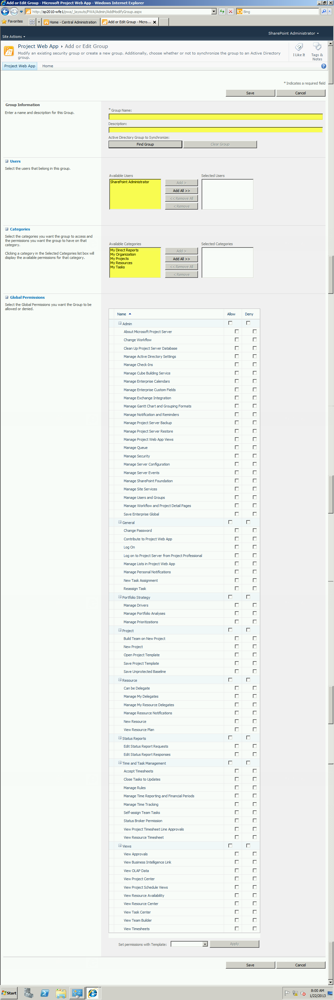 Add or Edit Group - Microsoft Project Web App - Windows Internet Explorer
http://sp2010-wfe1/pwa/_layouts/PWA/Admin/AddModifyGroup.aspx
Bing
Favorites
Home - Central Administration
Add or Edit Group - Micro...
Site Actions
SharePoint Administrator
Project Web App ▸ Add or Edit Group
Modify an existing security group or create a new group. Additionally, choose whether or not to synchronize the group to an Active Directory
group.
I Like It
Tags &
Notes
Project Web App
Home
* Indicates a required field
Save
Cancel
Group Information
Enter a name and description for this Group.
* Group Name:
Description:
Active Directory Group to Synchronize:
Find Group
Clear Group
Users
Select the users that belong in this group.
Available Users
Selected Users
SharePoint Administrator
Add >
Add All >>
<< Remove All
< Remove
Categories
Select the categories you want the group to access and
the permissions you want the group to have on that
category.
Clicking a category in the Selected Categories list box will
display the available permissions for that category.
Available Categories
Selected Categories
My Direct Reports
My Organization
My Projects
My Resources
My Tasks
Add >
Add All >>
<< Remove All
< Remove
Global Permissions
Select the Global Permissions you want the Group to be
allowed or denied.
Name Allow Deny
Admin
About Microsoft Project Server
Change Workflow
Clean Up Project Server Database
Manage Active Directory Settings
Manage Check-Ins
Manage Cube Building Service
Manage Enterprise Calendars
Manage Enterprise Custom Fields
Manage Exchange Integration
Manage Gantt Chart and Grouping Formats
Manage Notification and Reminders
Manage Project Server Backup
Manage Project Server Restore
Manage Project Web App Views
Manage Queue
Manage Security
Manage Server Configuration
Manage Server Events
Manage SharePoint Foundation
Manage Site Services
Manage Users and Groups
Manage Workflow and Project Detail Pages
Save Enterprise Global
General
Change Password
Contribute to Project Web App
Log On
Log on to Project Server from Project Professional
Manage Lists in Project Web App
Manage Personal Notifications
New Task Assignment
Reassign Task
Portfolio Strategy
Manage Drivers
Manage Portfolio Analyses
Manage Prioritizations
Project
Build Team on New Project
New Project
Open Project Template
Save Project Template
Save Unprotected Baseline
Resource
Can be Delegate
Manage My Delegates
Manage My Resource Delegates
Manage Resource Notifications
New Resource
View Resource Plan
Status Reports
Edit Status Report Requests
Edit Status Report Responses
Time and Task Management
Accept Timesheets
Close Tasks to Updates
Manage Rules
Manage Time Reporting and Financial Periods
Manage Time Tracking
Self-assign Team Tasks
Status Broker Permission
View Project Timesheet Line Approvals
View Resource Timesheet
Views
View Approvals
View Business Intelligence Link
View OLAP Data
View Project Center
View Project Schedule Views
View Resource Availability
View Resource Center
View Task Center
View Team Builder
View Timesheets
Set permissions with Template:
Apply
Save
Cancel
Start
8:00 AM
1/22/2013